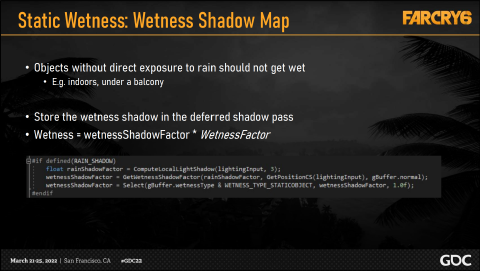 Static Wetness: Wetness Shadow Map
FARCRY6
• Objects without direct exposure to rain should not get wet
• E.g. indoors, under a balcony
• Store the wetness shadow in the deferred shadow pass
• Wetness = wetnessShadowFactor * WetnessFactor
#if defined(RAIN_SHADOW)
float rainShadowFactor = ComputeLocalLightShadow(lightingInput, 3);
wetnessShadowFactor = GetWetnessShadowFactor(rainShadowFactor, GetPositionCS(lightingInput), gBuffer.normal);
wetnessShadowFactor = Select(gBuffer.wetnessType & WETNESS_TYPE_STATICOBJECT, wetnessShadowFactor, 1.0f);
#endif
March 21-25, 2022 | San Francisco, CA #GDC22
GDC